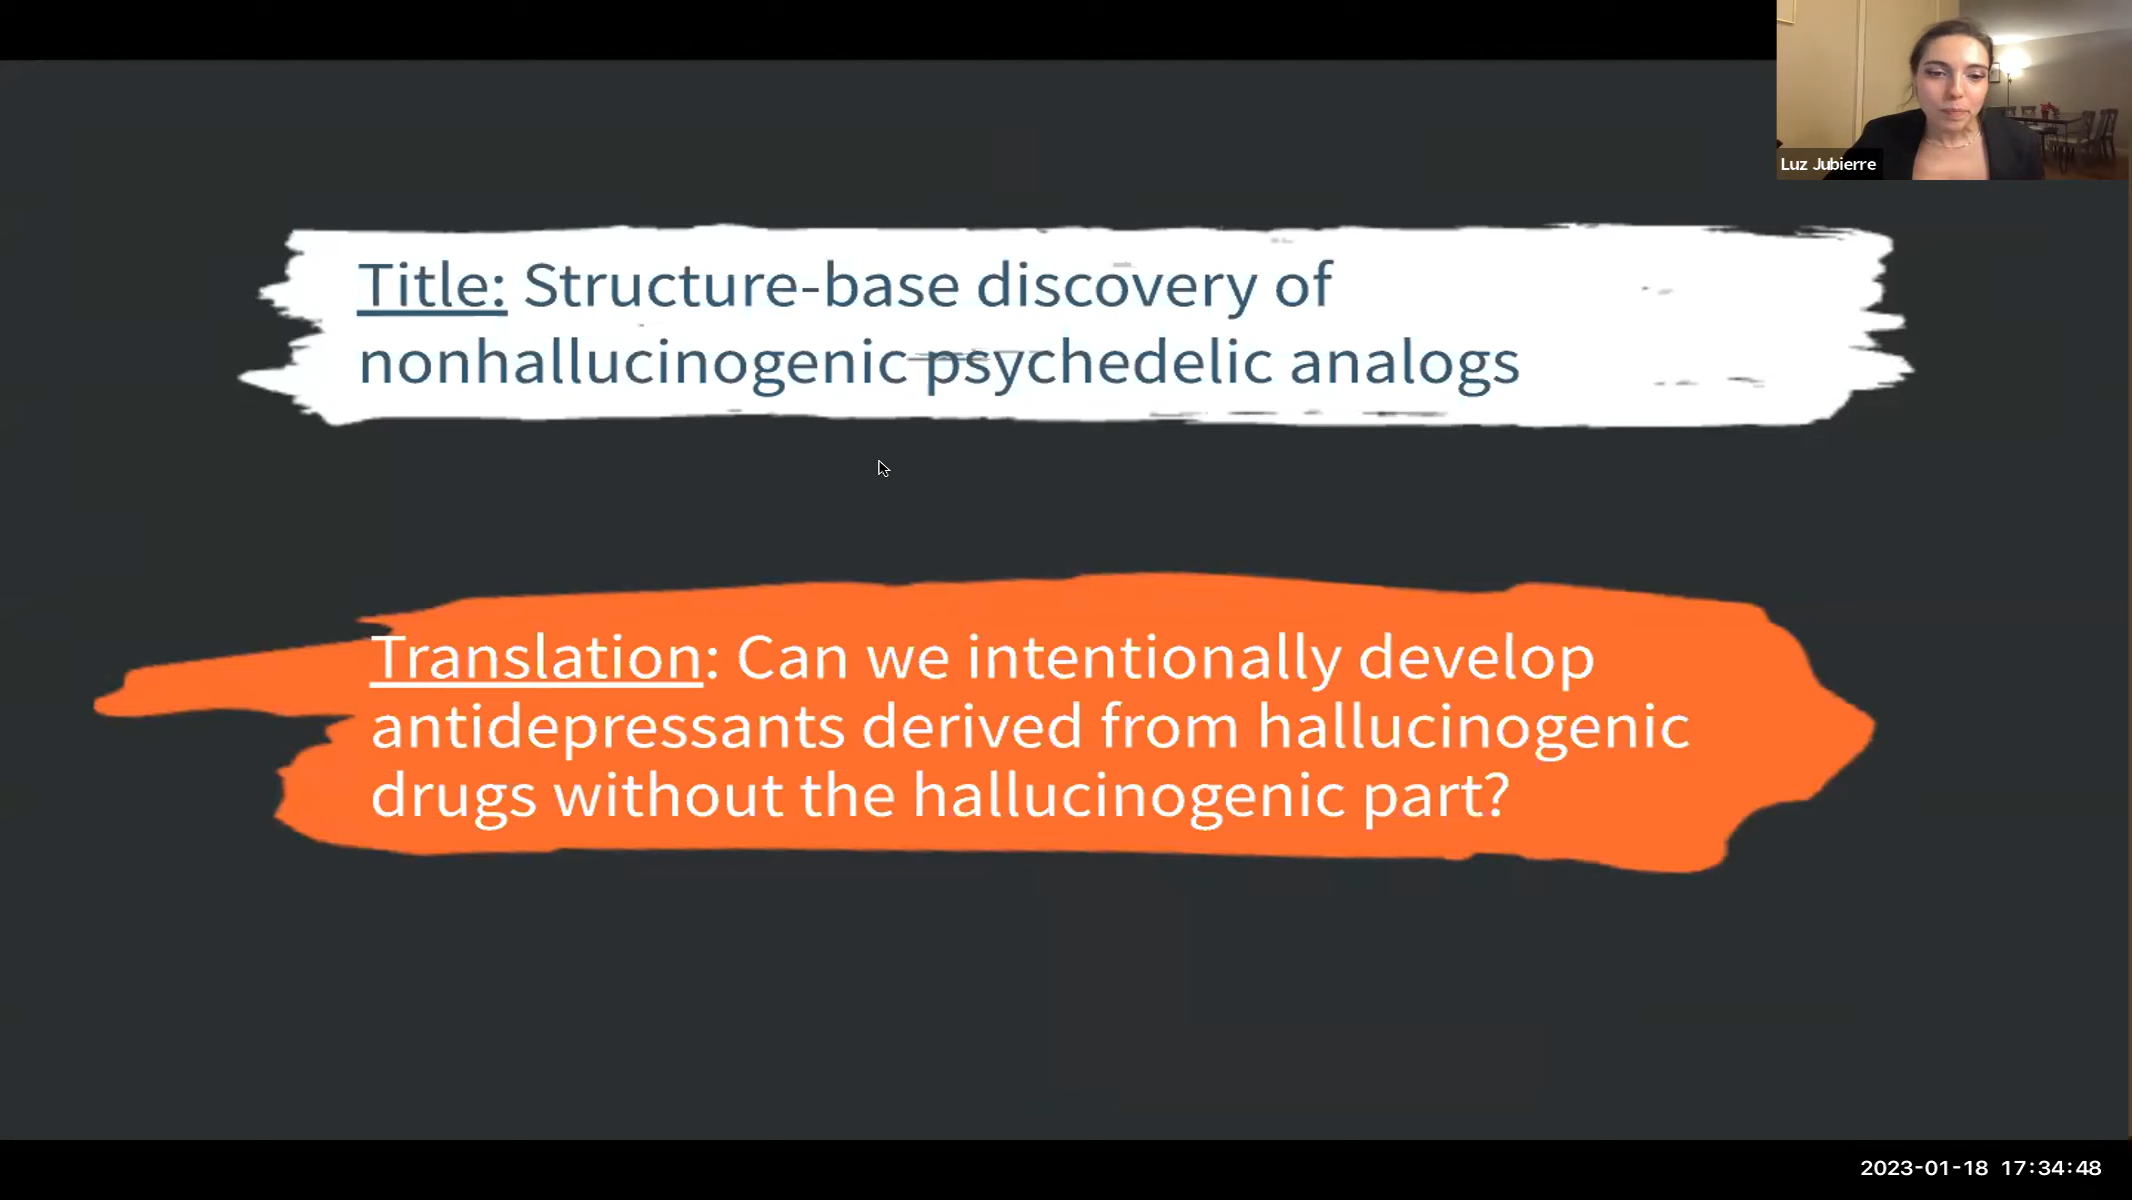 Luz Jubierre
Title: Structure-base discovery of
nonhallucinogenic psychedelic analogs
Translation: Can we intentionally develop
antidepressants derived from hallucinogenic
drugs without the hallucinogenic part?
2023-01-18 17:34:48